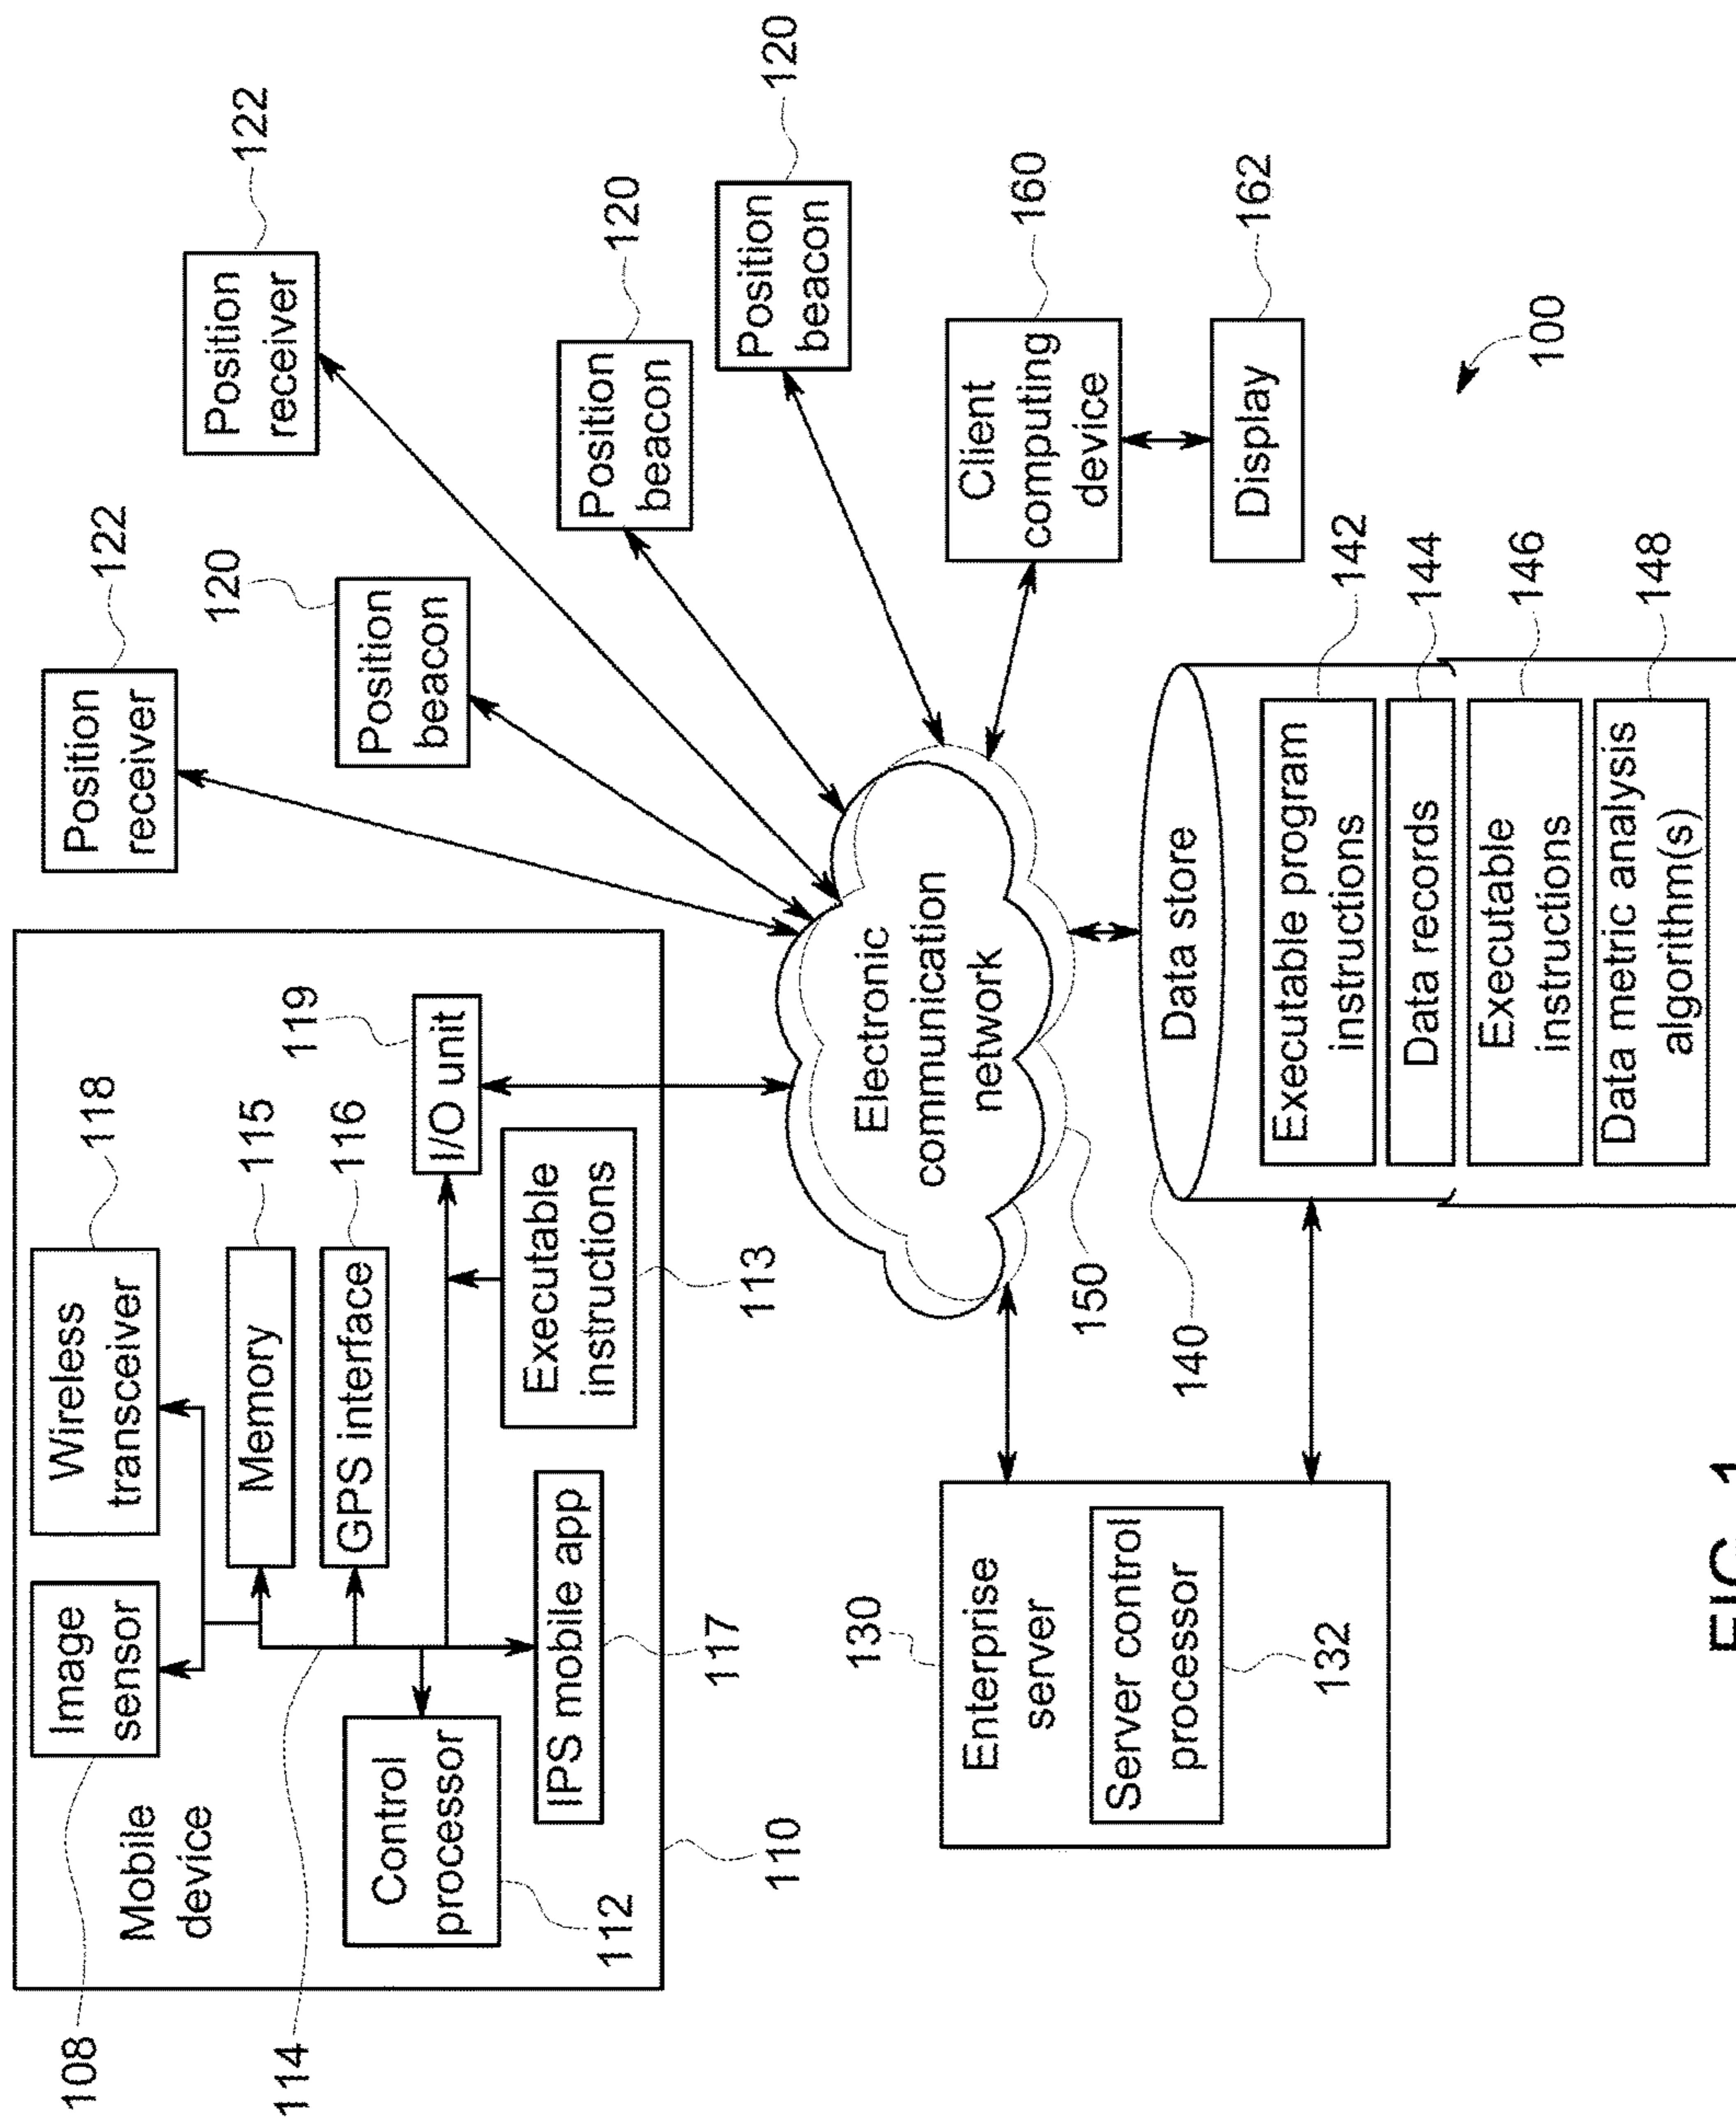 108
Image
sensor
Wireless
transceiver
118
Mobile
device
114
Memory
115
GPS interface
116
Control
processor
112
I/O unit
119
IPS mobile app
117
Executable
instructions
113
110
Position
receiver
122
Position
beacon
120
Position
receiver
122
Position
beacon
120
Position
beacon
120
Electronic
communication
network
150
Client
computing
device
160
Display
162
Enterprise
server
130
Server control
processor
132
Data store
140
Executable program
instructions
142
Data records
144
Executable
instructions
146
Data metric analysis
algorithm(s)
148
100
FIG. 1